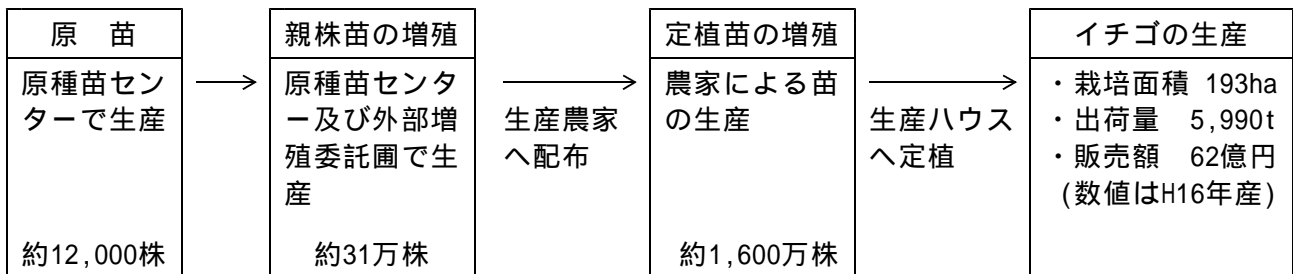 原　苗
原種苗セン
ターで生産
約12,000株
親株苗の増殖
原種苗センタ
ー及び外部増
殖委託圃で生
産
約31万株
生産農家
へ配布
定植苗の増殖
農家による苗
の生産
約1,600万株
生産ハウス
へ定植
イチゴの生産
・栽培面積 193ha
・出荷量 5,990t
・販売額 62億円
(数値はH16年産)